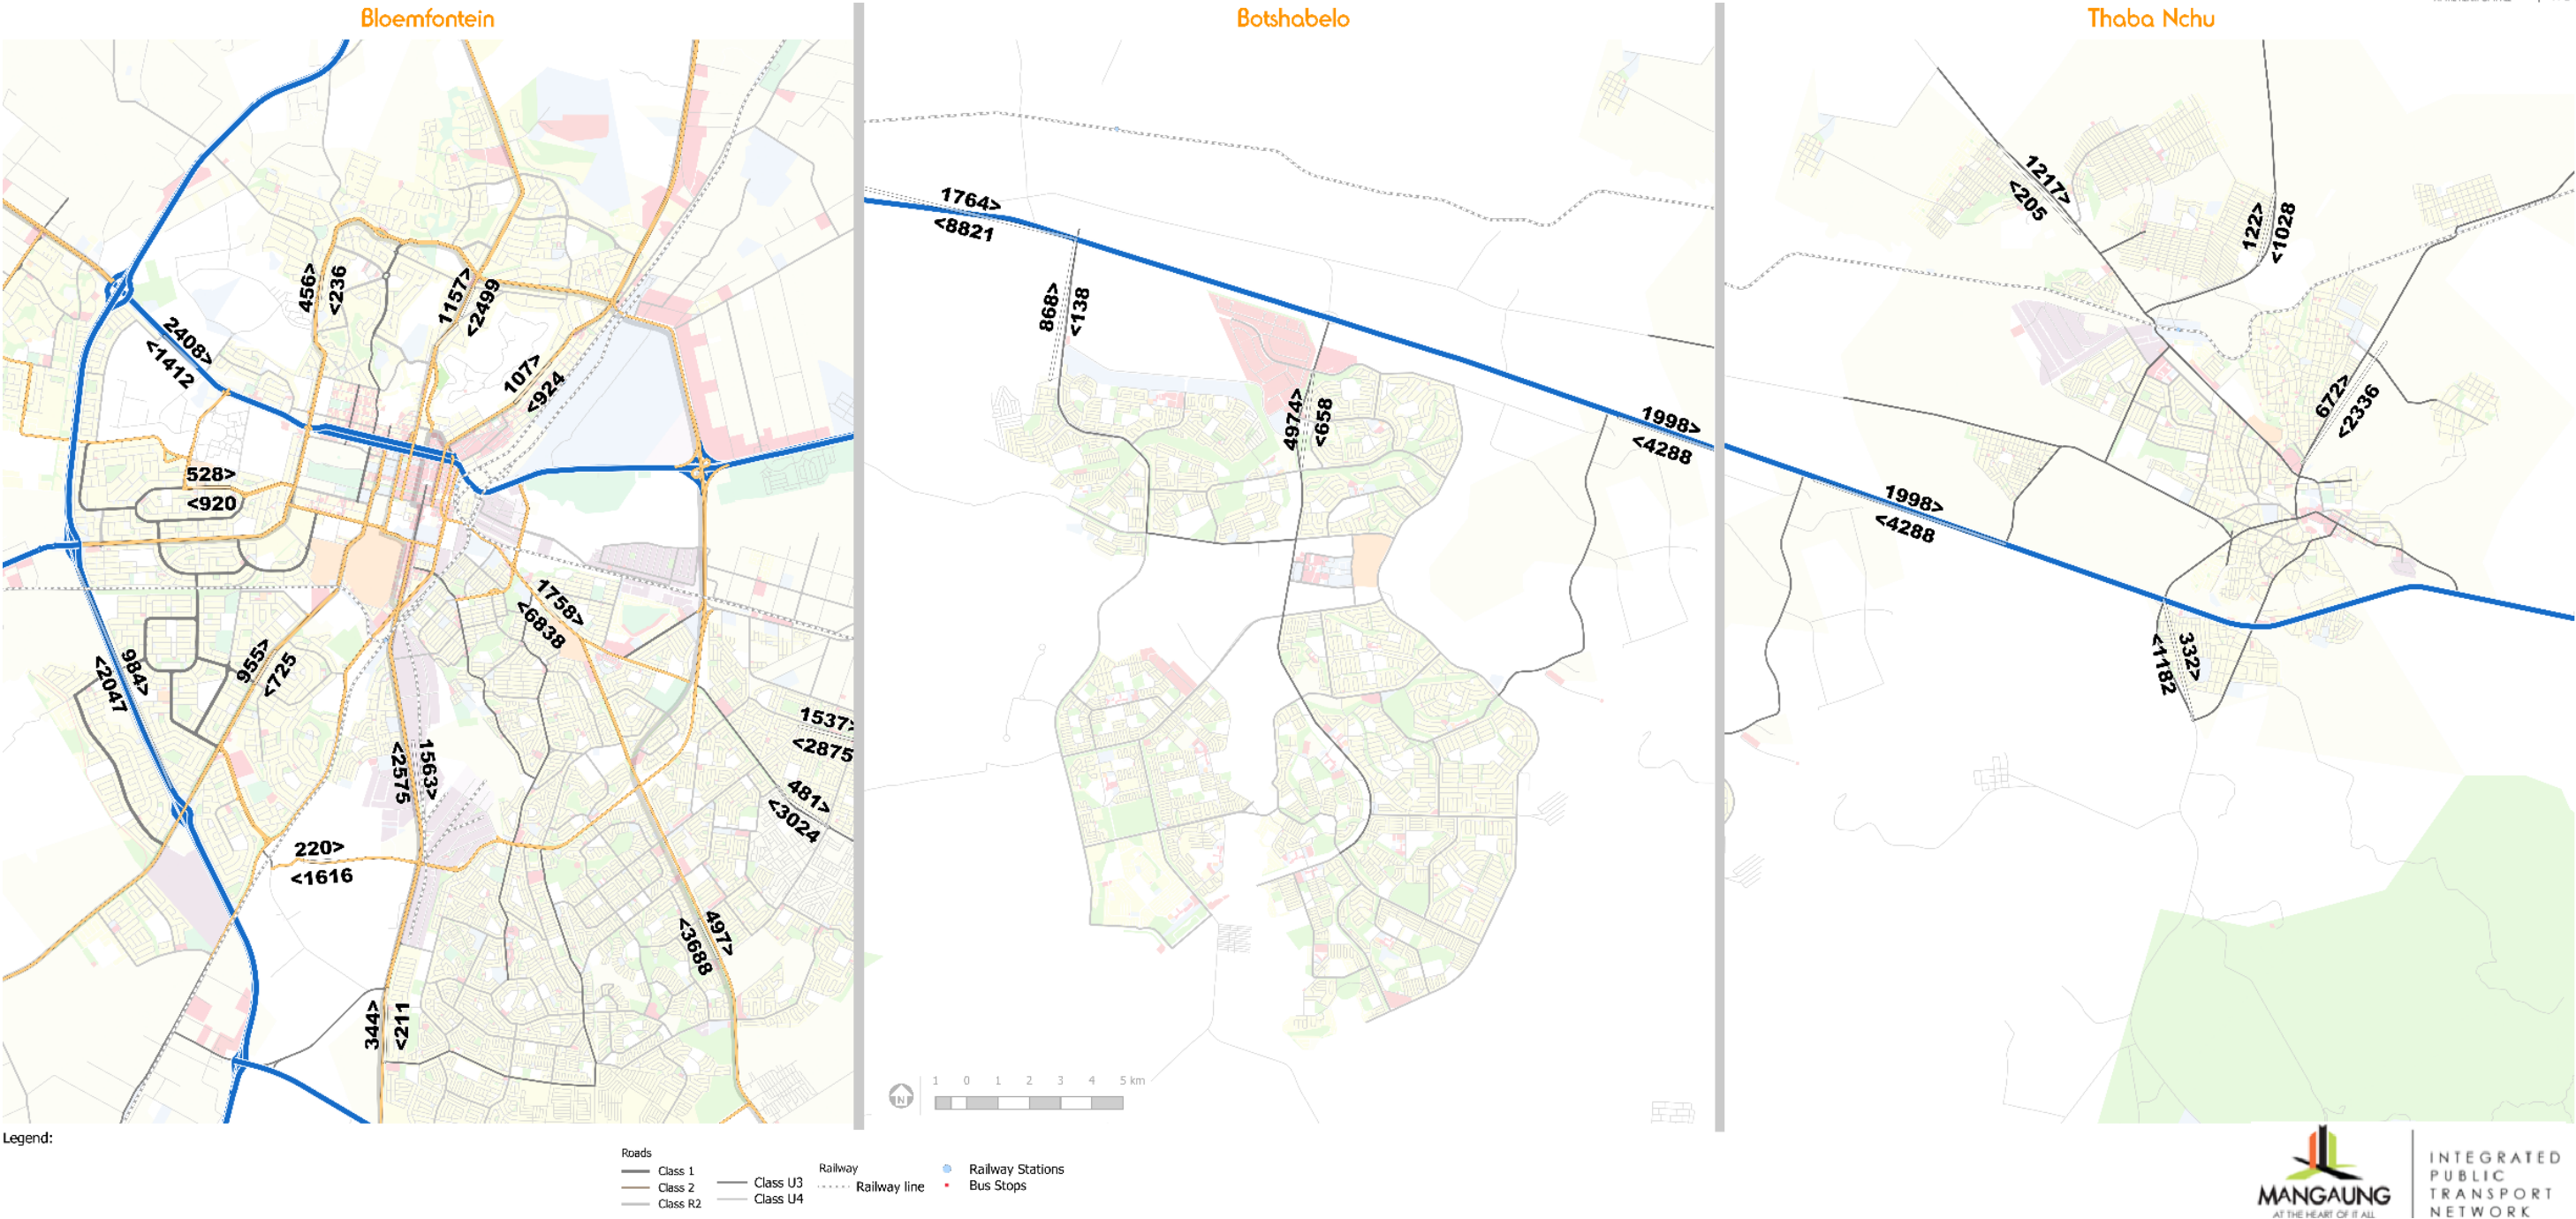 Bloemfontein
Botshabelo
Thaba Nchu
456>
<236
1157>
<2499
2408>
<1412
107>
<924
528>
<920
1758>
<6838
984>
<2047
955>
<725
1563>
<2575
1537>
<2875
481>
<3024
220>
<1616
497>
<3688
344>
<211
1764>
<8821
868>
<138
4974>
<658
1998>
<4288
1217>
<205
122>
<1028
672>
<2336
1998>
<4288
332>
<1182
1 0 1 2 3 4 5 km
N
Legend:
Roads
Class 1
Class 2
Class R2
Class U3
Class U4
Railway
Railway line
Railway Stations
Bus Stops
MANGAUNG
AT THE HEART OF IT ALL
INTEGRATED
PUBLIC
TRANSPORT
NETWORK